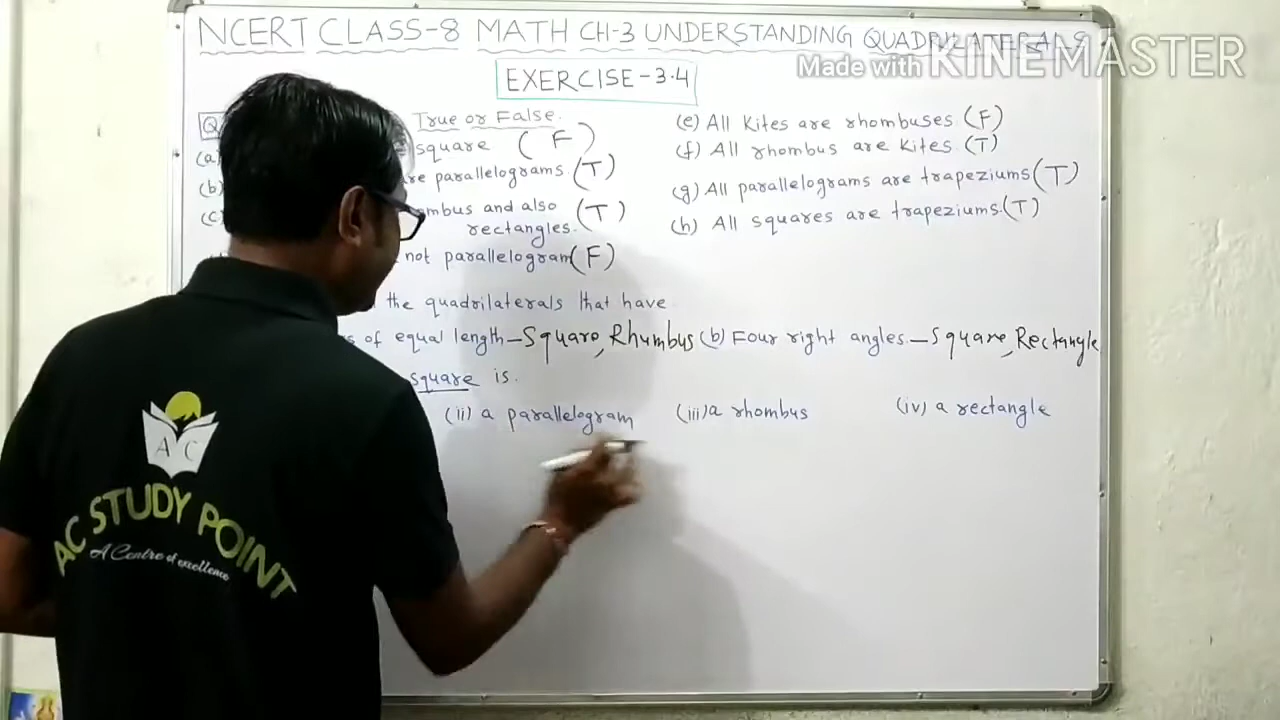 NCERT CLASS-8 MATH CH-3 UNDERSTANDING QUADRILATERALS
Made with KINEMASTER
EXERCISE-3.4
True or False.
(a) square (F)
(b) are parallelograms. (T)
(c) rhombus and also (T)
rectangles.
not parallelogram (F)
(e) All Kites are rhombuses (F)
(f) All rhombus are Kites. (T)
(g) All parallelograms are trapeziums (T)
(h) All squares are trapeziums. (T)
the quadrilaterals that have
of equal length - Square, Rhumbus (b) Four right angles. - Square, Rectangle
square is.
(ii) a parallelogram (iii) a rhombus (iv) a rectangle
A C
AC STUDY POINT
A Centre of excellence